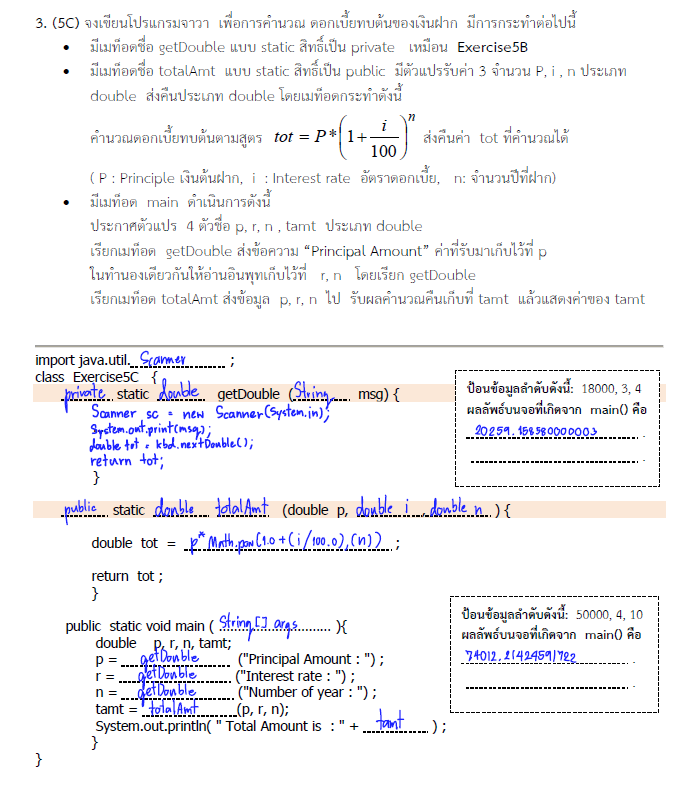 3. (5C) จงเขียนโปรแกรมจาวา เพื่อการคำนวณ ดอกเบี้ยทบต้นของเงินฝาก มีการกระทำต่อไปนี้
• มีเมท็อดชื่อ getDouble แบบ static สิทธิ์เป็น private เหมือน Exercise5B
• มีเมท็อดชื่อ totalAmt แบบ static สิทธิ์เป็น public มีตัวแปรรับค่า 3 จำนวน P, i , n ประเภท
double ส่งคืนประเภท double โดยเมท็อดกระทำดังนี้
คำนวณดอกเบี้ยทบต้นตามสูตร tot = P*(1+i/100)^n ส่งคืนค่า tot ที่คำนวณได้
( P : Principle เงินต้นฝาก, i : Interest rate อัตราดอกเบี้ย, n: จำนวนปีที่ฝาก)
• มีเมท็อด main ดำเนินการดังนี้
ประกาศตัวแปร 4 ตัวชื่อ p, r, n , tamt ประเภท double
เรียกเมท็อด getDouble ส่งข้อความ “Principal Amount” ค่าที่รับมาเก็บไว้ที่ p
ในทำนองเดียวกันให้อ่านอินพุทเก็บไว้ที่ r, n โดยเรียก getDouble
เรียกเมท็อด totalAmt ส่งข้อมูล p, r, n ไป รับผลคำนวณคืนเก็บที่ tamt แล้วแสดงค่าของ tamt
import java.util. Scanner ;
class Exercise5C {
private static double getDouble (String msg) {
Scanner sc = new Scanner(System.in);
System.out.print(msg);
double tot = kbd.nextDouble();
return tot;
}
ป้อนข้อมูลลำดับดังนี้: 18000, 3, 4
ผลลัพธ์บนจอที่เกิดจาก main() คือ
20259.158580000003 .
.
public static double totalAmt (double p, double i , double n ) {
double tot = p* Math.pow(1.0+(i/100.0),(n)) ;
return tot ;
}
public static void main ( String[] args ){
double p, r, n, tamt;
p = getDouble ("Principal Amount : ") ;
r = getDouble ("Interest rate : ") ;
n = getDouble ("Number of year : ") ;
tamt = totalAmt (p, r, n);
System.out.println( " Total Amount is : " + tamt ) ;
}
}
ป้อนข้อมูลลำดับดังนี้: 50000, 4, 10
ผลลัพธ์บนจอที่เกิดจาก main() คือ
74012.21424591722 .
.